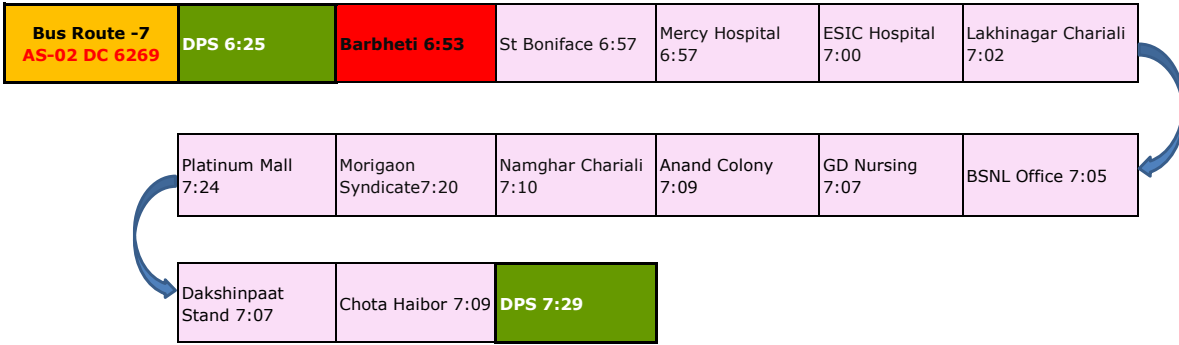 Bus Route -7
AS-02 DC 6269
DPS 6:25
Barbheti 6:53
St Boniface 6:57
Mercy Hospital
6:57
ESIC Hospital
7:00
Lakhinagar Chariali
7:02
Platinum Mall
7:24
Morigaon
Syndicate7:20
Namghar Chariali
7:10
Anand Colony
7:09
GD Nursing
7:07
BSNL Office 7:05
Dakshinpaat
Stand 7:07
Chota Haibor 7:09
DPS 7:29